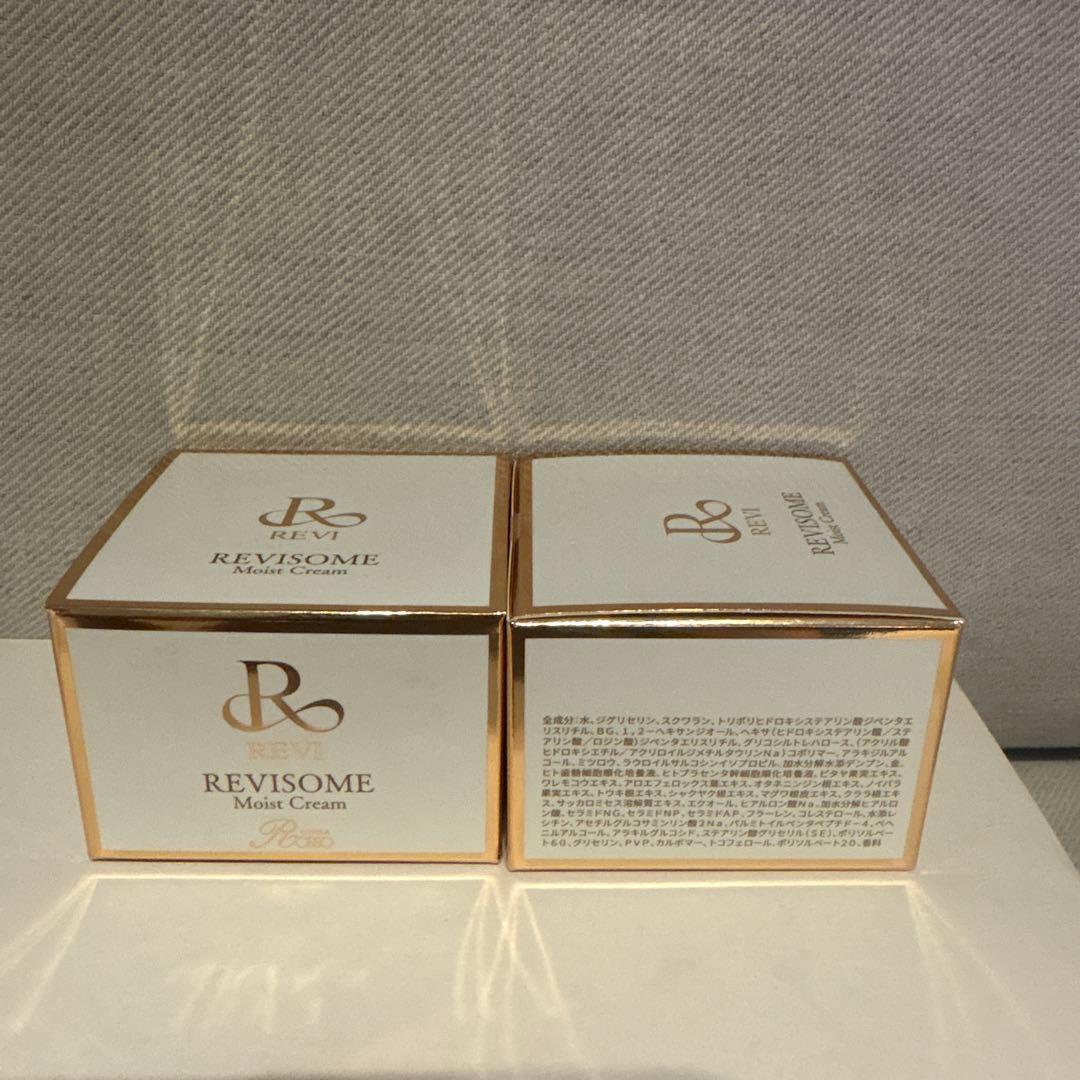 R
REVI
REVISOME
Moist Cream
R
REVI
REVISOME
Moist Cream
ROSSO
R
REVI
REVISOME
Moist Cream
全成分：水、ジグリセリン、スクワラン、トリポリヒドロキシステアリン酸ジペンタエ
リスリチル、BG、1，2－ヘキサンジオール、ヘキサ（ヒドロキシステアリン酸／ステ
アリン酸／ロジン酸）ジペンタエリスリチル、グリコシルトレハロース、（アクリル酸
ヒドロキシエチル／アクリロイルジメチルタウリンNa）コポリマー、アラキジルアル
コール、ミツロウ、ラウロイルサルコシンイソプロピル、加水分解水添デンプン、金、
ヒト歯髄細胞順化培養液、ヒトプラセンタ幹細胞順化培養液、ピタヤ果実エキス、
ワレモコウエキス、アロエフェロックス葉エキス、オタネニンジン根エキス、ノイバラ
果実エキス、トウキ根エキス、シャクヤク根エキス、マグワ根皮エキス、クララ根エキ
ス、サッカロミセス溶解質エキス、エクオール、ヒアルロン酸Na、加水分解ヒアルロ
ン酸、セラミドNG、セラミドNP、セラミドAP、フラーレン、コレステロール、水添レ
シチン、アセチルグルコサミンリン酸2Na、パルミトイルペンタペプチド－4、ベヘ
ニルアルコール、アラキルグルコシド、ステアリン酸グリセリル（SE）、ポリソルベー
ト60、グリセリン、PVP、カルボマー、トコフェロール、ポリソルベート20、香料